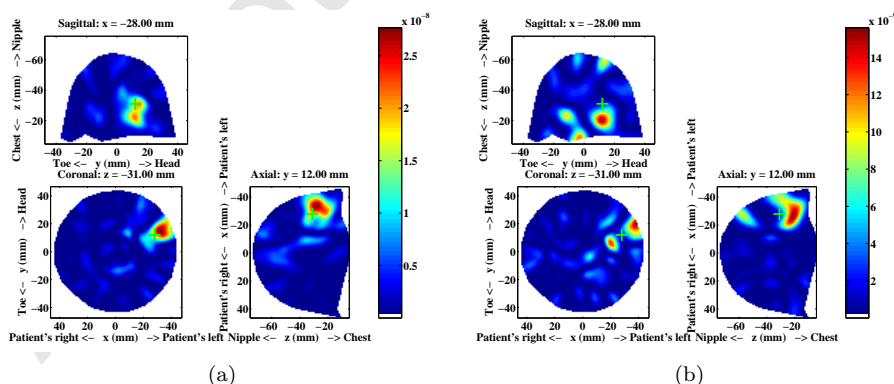 Sagittal: x = −28.00 mm
Chest <− z (mm) −> Nipple
−60
−40
−20
−40 −20 0 20 40
Toe <− y (mm) −> Head
Coronal: z = −31.00 mm
Toe <− y (mm) −> Head
40
20
0
−20
−40
40 20 0 −20 −40
Patient's right <− x (mm) −> Patient's left
Axial: y = 12.00 mm
Patient's right <− x (mm) −> Patient's left
−40
−20
0
20
40
−60 −40 −20 0
Nipple <− z (mm) −> Chest
x 10⁻⁸
2.5
2
1.5
1
0.5
(a)
Sagittal: x = −28.00 mm
Chest <− z (mm) −> Nipple
−60
−40
−20
−40 −20 0 20 40
Toe <− y (mm) −> Head
Coronal: z = −31.00 mm
Toe <− y (mm) −> Head
40
20
0
−20
−40
40 20 0 −20 −40
Patient's right <− x (mm) −> Patient's left
Axial: y = 12.00 mm
Patient's right <− x (mm) −> Patient's left
−40
−20
0
20
40
−60 −40 −20 0
Nipple <− z (mm) −> Chest
x 10
14
12
10
8
6
4
2
(b)